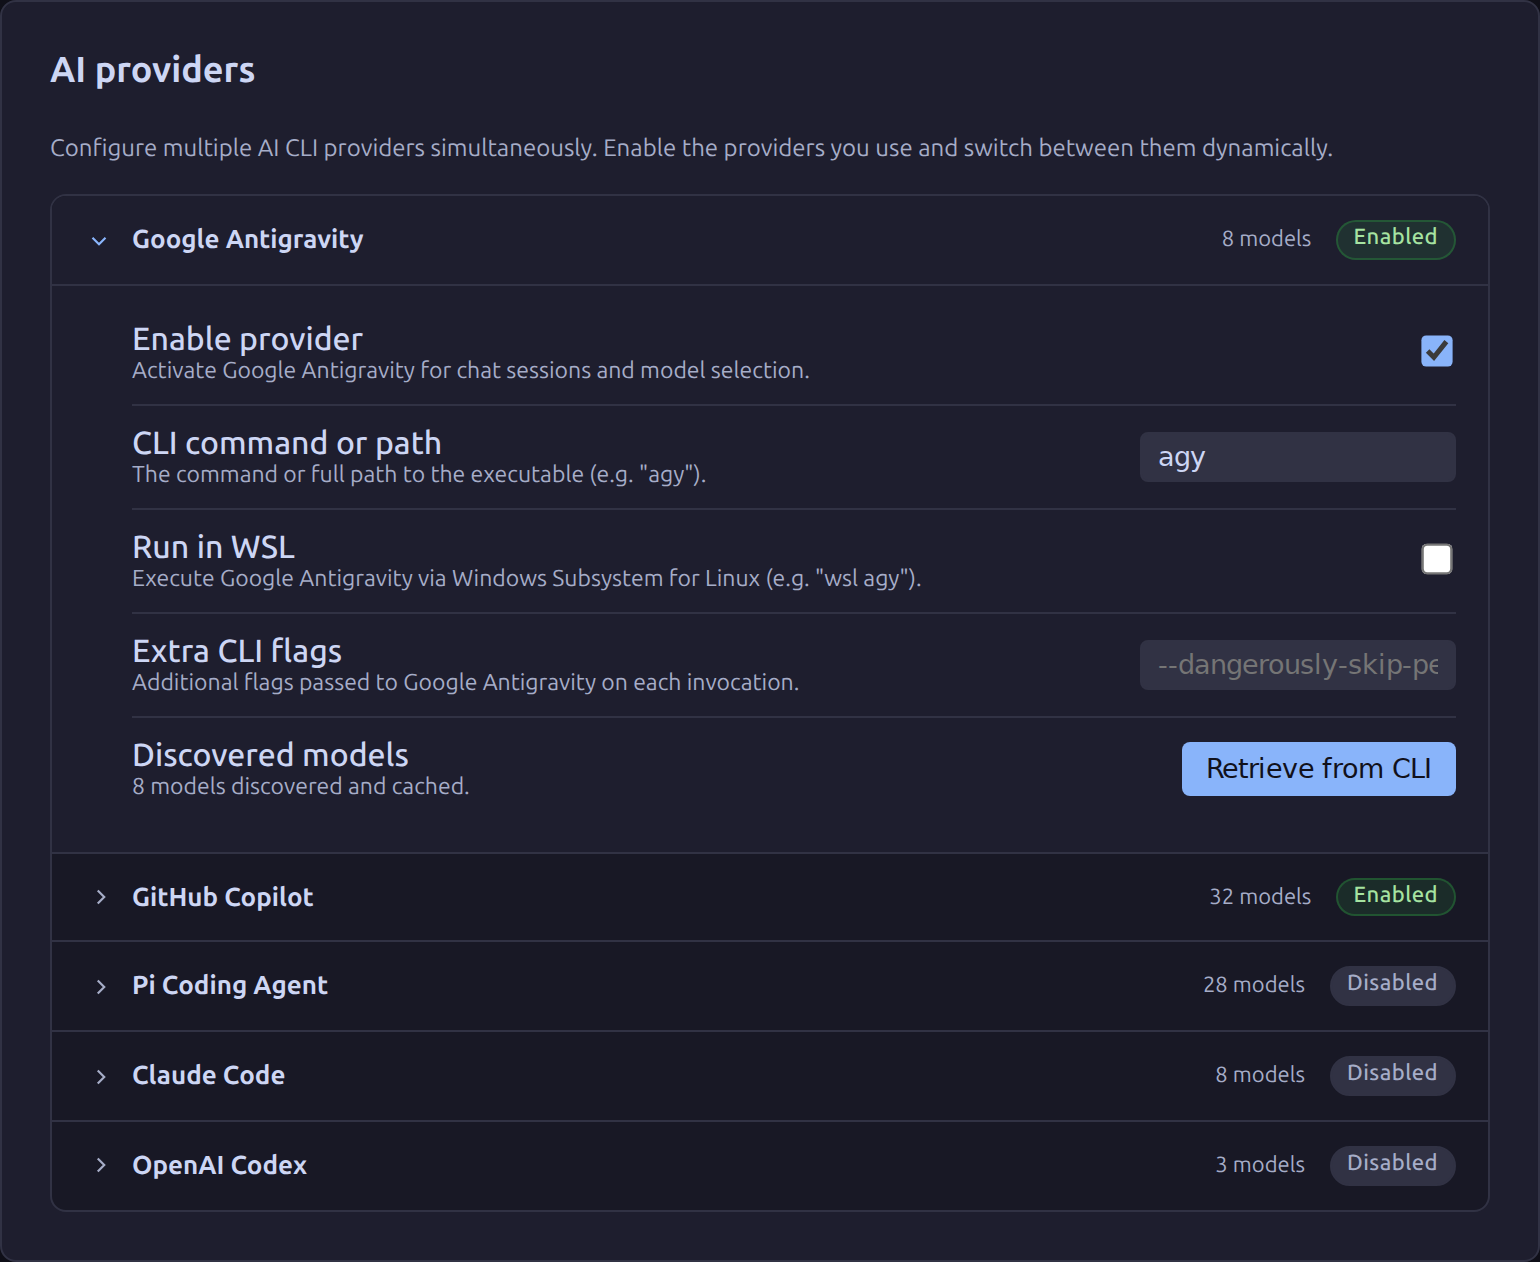 AI providers
Configure multiple AI CLI providers simultaneously. Enable the providers you use and switch between them dynamically.
Google Antigravity 8 models Enabled
Enable provider
Activate Google Antigravity for chat sessions and model selection.
CLI command or path
The command or full path to the executable (e.g. "agy").
agy
Run in WSL
Execute Google Antigravity via Windows Subsystem for Linux (e.g. "wsl agy").
Extra CLI flags
Additional flags passed to Google Antigravity on each invocation.
--dangerously-skip-pe
Discovered models
8 models discovered and cached.
Retrieve from CLI
GitHub Copilot 32 models Enabled
Pi Coding Agent 28 models Disabled
Claude Code 8 models Disabled
OpenAI Codex 3 models Disabled